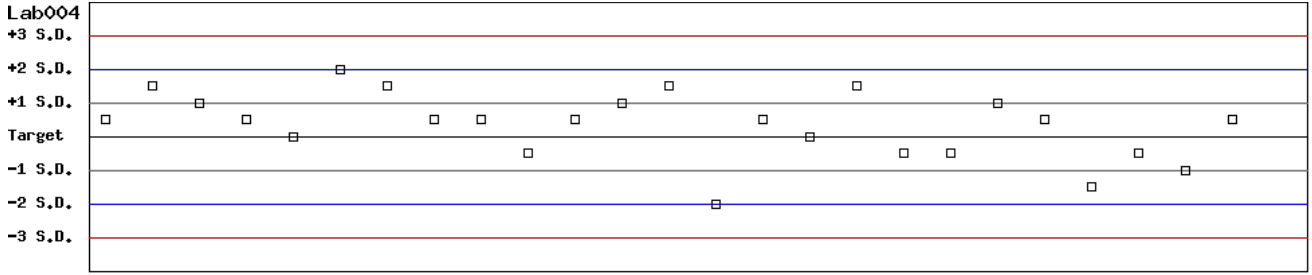 Lab004
+3 S.D.
+2 S.D.
+1 S.D.
Target
-1 S.D.
-2 S.D.
-3 S.D.